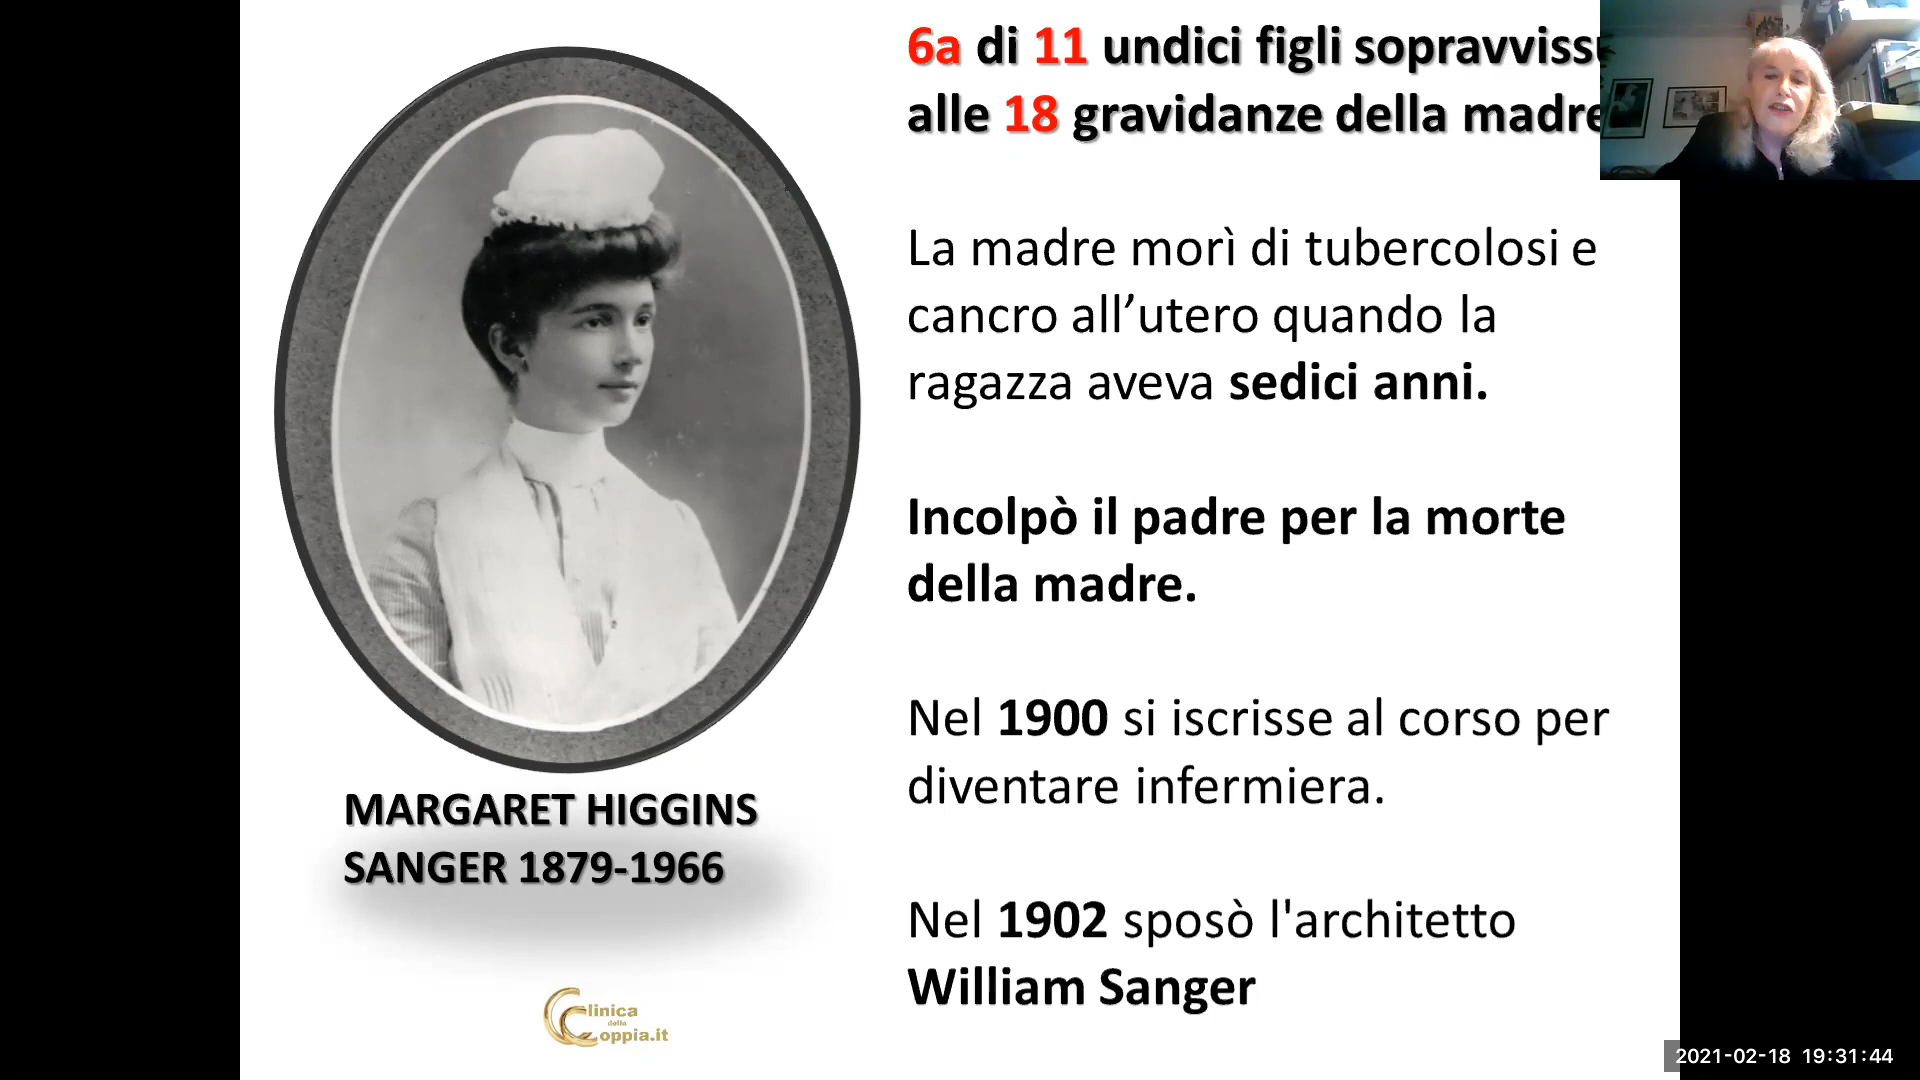 6a di 11 undici figli sopravviss
alle 18 gravidanze della madre
La madre morì di tubercolosi e
cancro all’utero quando la
ragazza aveva sedici anni.
Incolpò il padre per la morte
della madre.
Nel 1900 si iscrisse al corso per
diventare infermiera.
Nel 1902 sposò l'architetto
William Sanger
MARGARET HIGGINS
SANGER 1879-1966
Clinica
della
Coppia.it
2021-02-18 19:31:44